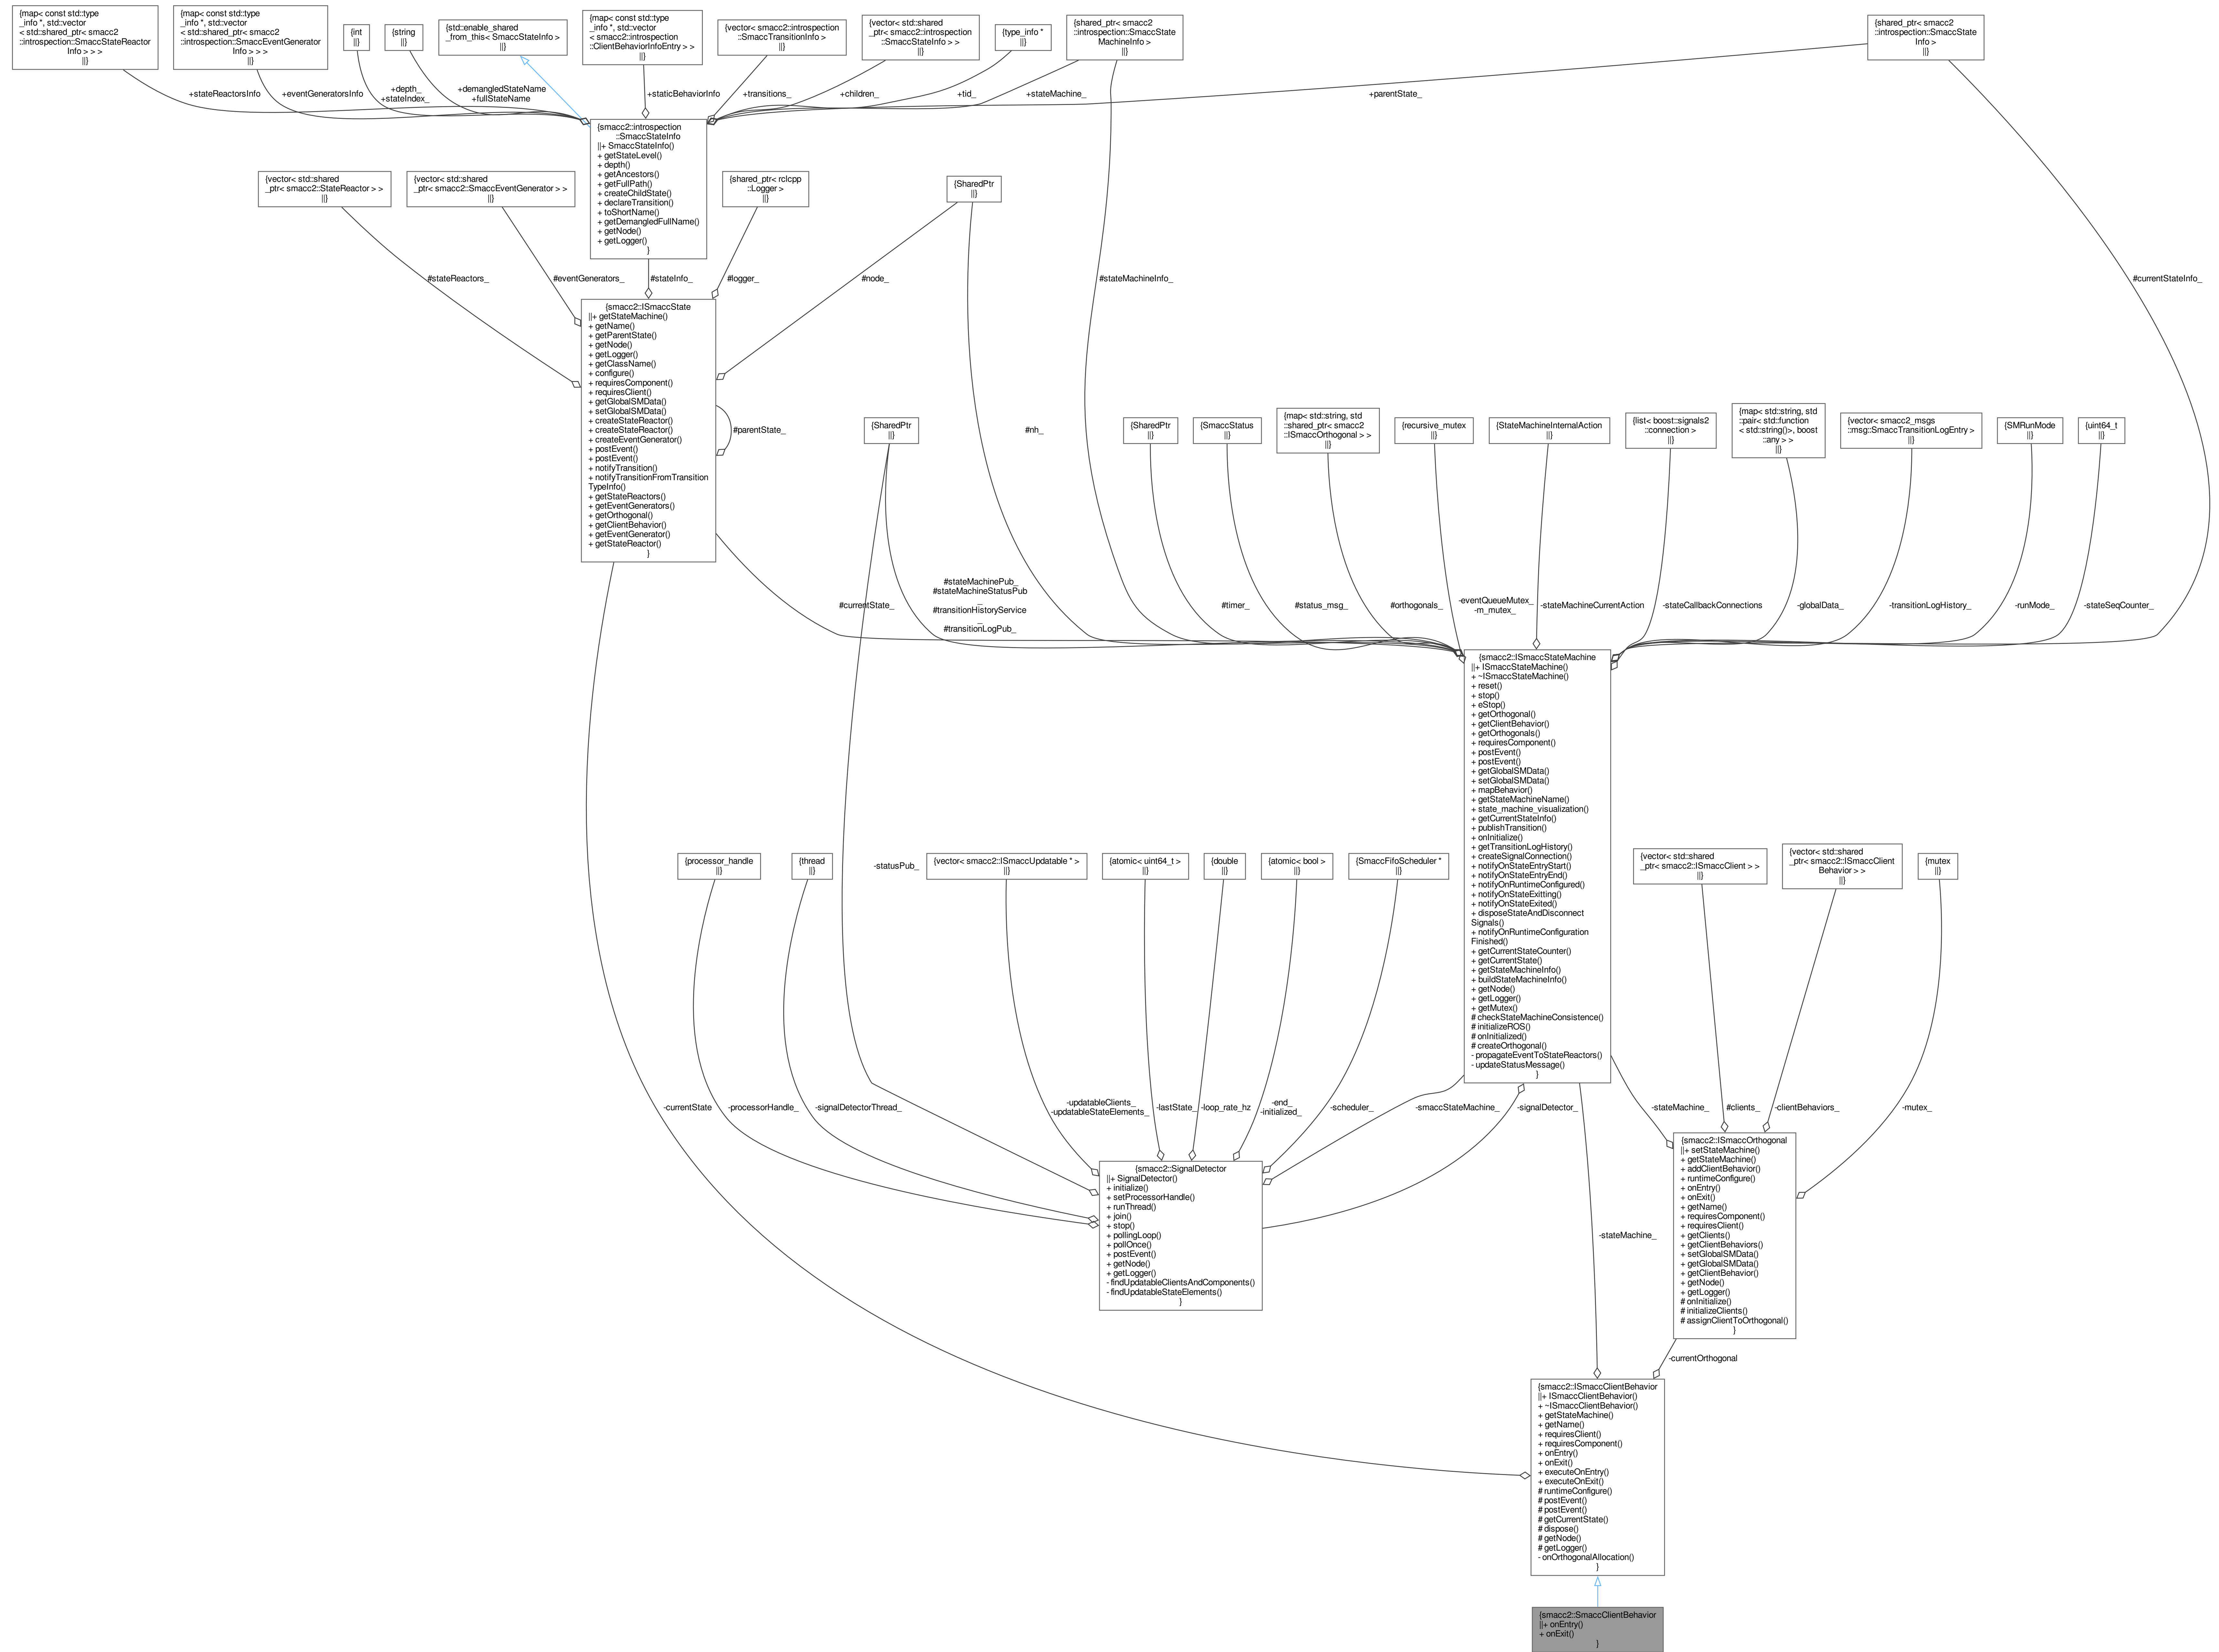 {map< const std::type
_info *, std::vector
< std::shared_ptr< smacc2
::introspection::SmaccStateReactor
Info > > >
||}
{map< const std::type
_info *, std::vector
< std::shared_ptr< smacc2
::introspection::SmaccEventGenerator
Info > > >
||}
{int
||}
{string
||}
{std::enable_shared
_from_this< SmaccStateInfo >
||}
{map< const std::type
_info *, std::vector
< smacc2::introspection
::ClientBehaviorInfoEntry > >
||}
{vector< smacc2::introspection
::SmaccTransitionInfo >
||}
{vector< std::shared
_ptr< smacc2::introspection
::SmaccStateInfo > >
||}
{type_info *
||}
{shared_ptr< smacc2
::introspection::SmaccState
MachineInfo >
||}
{shared_ptr< smacc2
::introspection::SmaccState
Info >
||}
+stateReactorsInfo
+eventGeneratorsInfo
+depth_
+stateIndex_
+demangledStateName
+fullStateName
+staticBehaviorInfo
+transitions_
+children_
+tid_
+stateMachine_
+parentState_
{smacc2::introspection
::SmaccStateInfo
||+ SmaccStateInfo()
+ getStateLevel()
+ depth()
+ getAncestors()
+ getFullPath()
+ createChildState()
+ declareTransition()
+ toShortName()
+ getDemangledFullName()
+ getNode()
+ getLogger()
}
{vector< std::shared
_ptr< smacc2::StateReactor > >
||}
{vector< std::shared
_ptr< smacc2::SmaccEventGenerator > >
||}
{shared_ptr< rclcpp
::Logger >
||}
{SharedPtr
||}
#stateReactors_
#eventGenerators_
#stateInfo_
#logger_
#node_
#stateMachineInfo_
#currentStateInfo_
{smacc2::ISmaccState
||+ getStateMachine()
+ getName()
+ getParentState()
+ getNode()
+ getLogger()
+ getClassName()
+ configure()
+ requiresComponent()
+ requiresClient()
+ getGlobalSMData()
+ setGlobalSMData()
+ createStateReactor()
+ createStateReactor()
+ createEventGenerator()
+ postEvent()
+ postEvent()
+ notifyTransition()
+ notifyTransitionFromTransition
TypeInfo()
+ getStateReactors()
+ getEventGenerators()
+ getOrthogonal()
+ getClientBehavior()
+ getEventGenerator()
+ getStateReactor()
}
#parentState_
{SharedPtr
||}
#nh_
{SharedPtr
||}
{SmaccStatus
||}
{map< std::string, std
::shared_ptr< smacc2
::ISmaccOrthogonal > >
||}
{recursive_mutex
||}
{StateMachineInternalAction
||}
{list< boost::signals2
::connection >
||}
{map< std::string, std
::pair< std::function
< std::string()>, boost
::any > >
||}
{vector< smacc2_msgs
::msg::SmaccTransitionLogEntry >
||}
{SMRunMode
||}
{uint64_t
||}
#currentState_
#stateMachinePub_
#stateMachineStatusPub
_
#transitionHistoryService
_
#transitionLogPub_
#timer_
#status_msg_
#orthogonals_
-eventQueueMutex_
-m_mutex_
-stateMachineCurrentAction
-stateCallbackConnections
-globalData_
-transitionLogHistory_
-runMode_
-stateSeqCounter_
{smacc2::ISmaccStateMachine
||+ ISmaccStateMachine()
+ ~ISmaccStateMachine()
+ reset()
+ stop()
+ eStop()
+ getOrthogonal()
+ getClientBehavior()
+ getOrthogonals()
+ requiresComponent()
+ postEvent()
+ postEvent()
+ getGlobalSMData()
+ setGlobalSMData()
+ mapBehavior()
+ getStateMachineName()
+ state_machine_visualization()
+ getCurrentStateInfo()
+ publishTransition()
+ onInitialize()
+ getTransitionLogHistory()
+ createSignalConnection()
+ notifyOnStateEntryStart()
+ notifyOnStateEntryEnd()
+ notifyOnRuntimeConfigured()
+ notifyOnStateExitting()
+ notifyOnStateExited()
+ disposeStateAndDisconnect
Signals()
+ notifyOnRuntimeConfiguration
Finished()
+ getCurrentStateCounter()
+ getCurrentState()
+ getStateMachineInfo()
+ buildStateMachineInfo()
+ getNode()
+ getLogger()
+ getMutex()
# checkStateMachineConsistence()
# initializeROS()
# onInitialized()
# createOrthogonal()
- propagateEventToStateReactors()
- updateStatusMessage()
}
{processor_handle
||}
{thread
||}
-statusPub_
{vector< smacc2::ISmaccUpdatable * >
||}
{atomic< uint64_t >
||}
{double
||}
{atomic< bool >
||}
{SmaccFifoScheduler *
||}
{vector< std::shared
_ptr< smacc2::ISmaccClient > >
||}
{vector< std::shared
_ptr< smacc2::ISmaccClient
Behavior > >
||}
{mutex
||}
-currentState
-processorHandle_
-signalDetectorThread_
-updatableClients_
-updatableStateElements_
-lastState_
-loop_rate_hz
-end_
-initialized_
-scheduler_
-smaccStateMachine_
-signalDetector_
-stateMachine_
#clients_
-clientBehaviors_
-mutex_
{smacc2::SignalDetector
||+ SignalDetector()
+ initialize()
+ setProcessorHandle()
+ runThread()
+ join()
+ stop()
+ pollingLoop()
+ pollOnce()
+ postEvent()
+ getNode()
+ getLogger()
- findUpdatableClientsAndComponents()
- findUpdatableStateElements()
}
-stateMachine_
{smacc2::ISmaccOrthogonal
||+ setStateMachine()
+ getStateMachine()
+ addClientBehavior()
+ runtimeConfigure()
+ onEntry()
+ onExit()
+ getName()
+ requiresComponent()
+ requiresClient()
+ getClients()
+ getClientBehaviors()
+ setGlobalSMData()
+ getGlobalSMData()
+ getClientBehavior()
+ getNode()
+ getLogger()
# onInitialize()
# initializeClients()
# assignClientToOrthogonal()
}
-currentOrthogonal
{smacc2::ISmaccClientBehavior
||+ ISmaccClientBehavior()
+ ~ISmaccClientBehavior()
+ getStateMachine()
+ getName()
+ requiresClient()
+ requiresComponent()
+ onEntry()
+ onExit()
+ executeOnEntry()
+ executeOnExit()
# runtimeConfigure()
# postEvent()
# postEvent()
# getCurrentState()
# dispose()
# getNode()
# getLogger()
- onOrthogonalAllocation()
}
{smacc2::SmaccClientBehavior
||+ onEntry()
+ onExit()
}